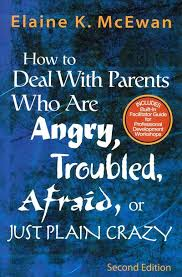 Elaine K. McEwan
How to
Deal With Parents
Who Are
Angry,
Troubled,
Afraid, or
JUST PLAIN CRAZY
INCLUDES
Built-In
Facilitator Guide
for
Professional
Development
Workshops
Second Edition